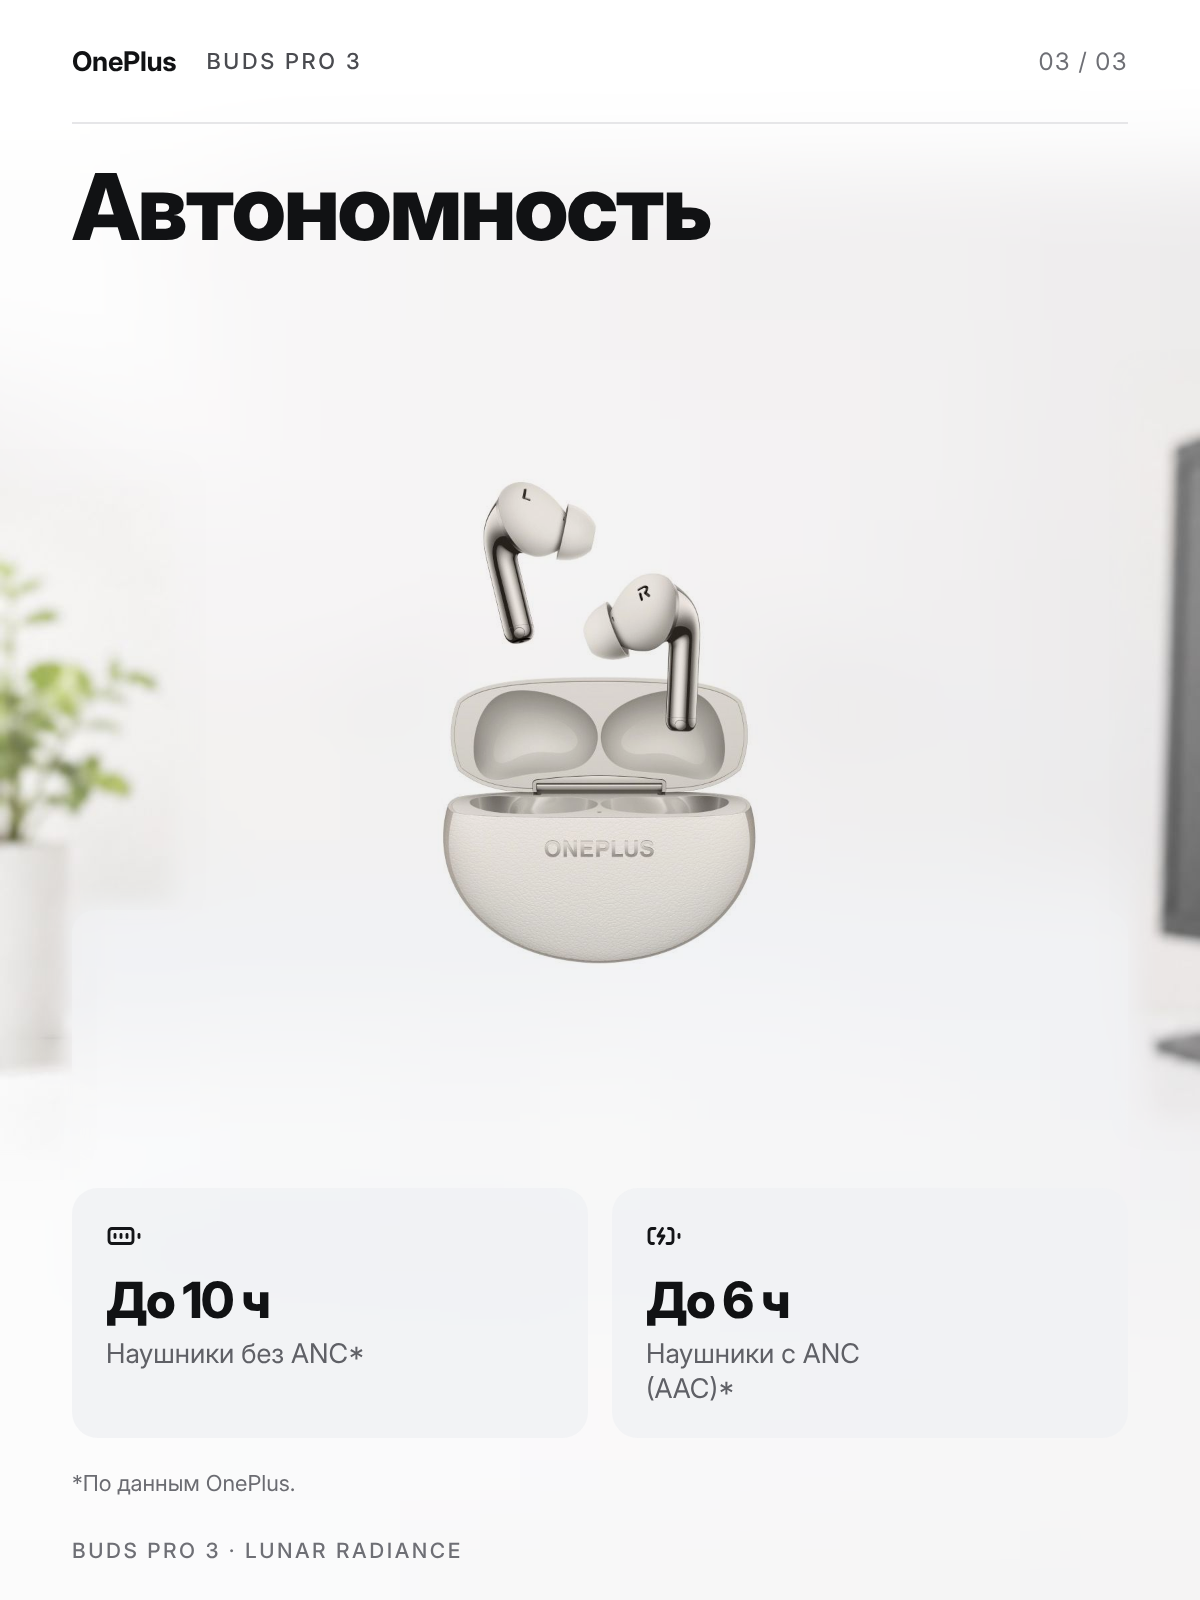 OnePlus BUDS PRO 3 03 / 03
Автономность
L
R
ONEPLUS
До 10 ч
Наушники без ANC*
До 6 ч
Наушники с ANC
(AAC)*
*По данным OnePlus.
BUDS PRO 3 · LUNAR RADIANCE